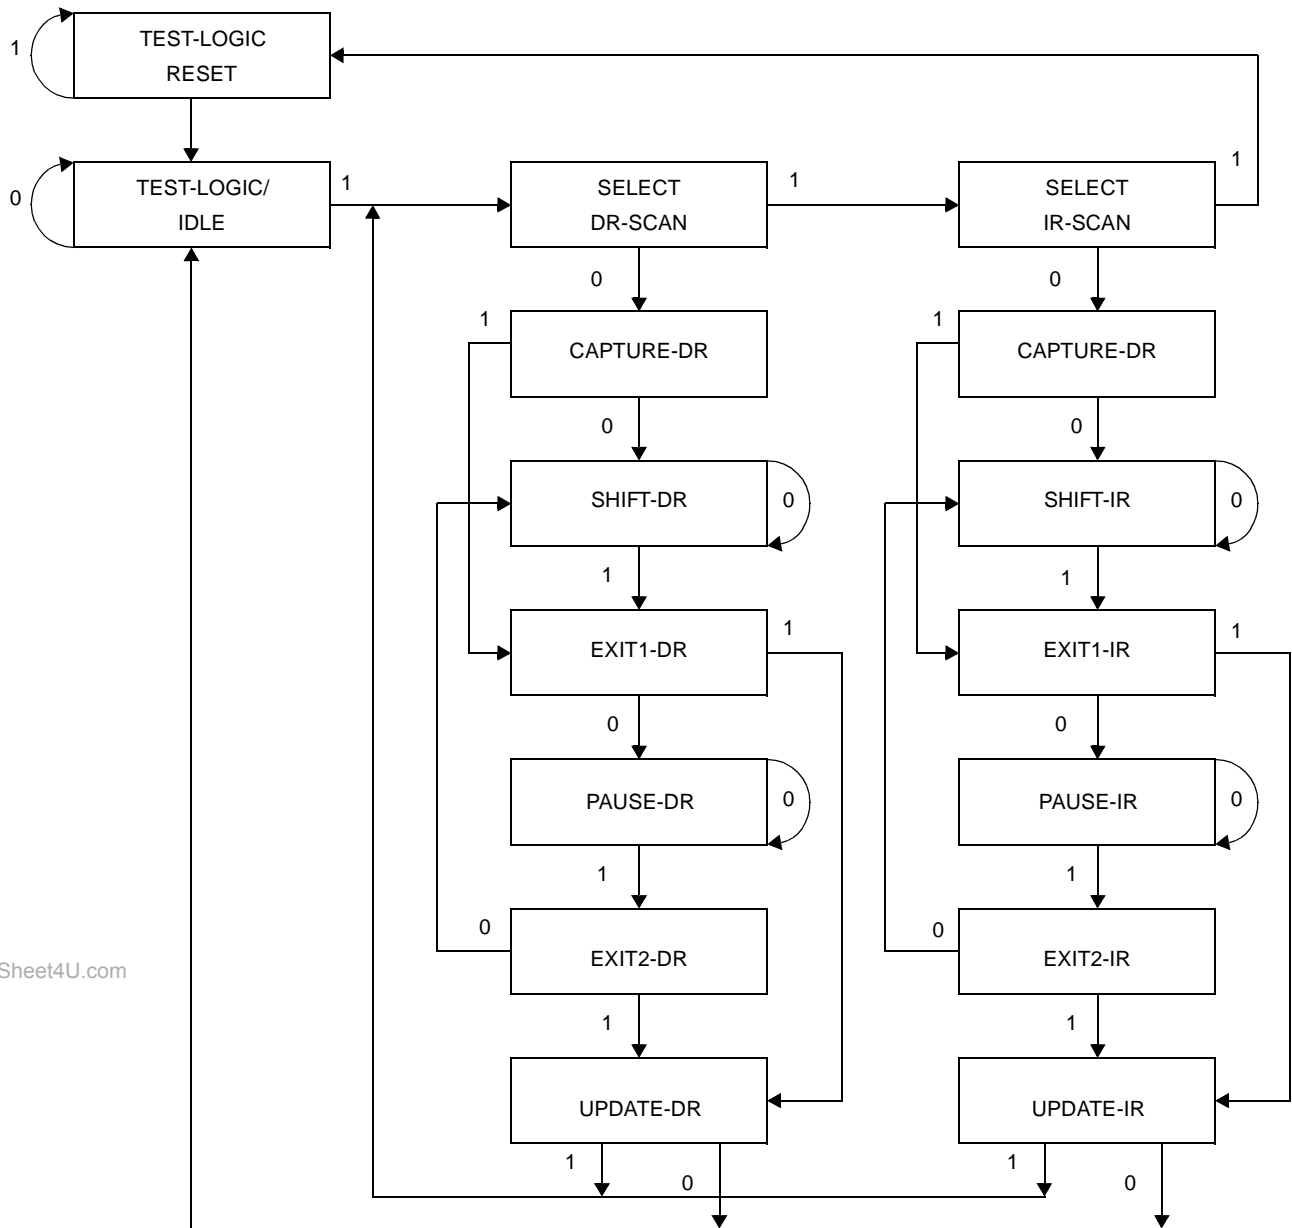 TEST-LOGIC
RESET
1
TEST-LOGIC/
IDLE
0
1
SELECT
DR-SCAN
1
SELECT
IR-SCAN
1
0
0
1
CAPTURE-DR
1
CAPTURE-DR
0
0
SHIFT-DR
0
SHIFT-IR
0
1
1
EXIT1-DR
1
EXIT1-IR
1
0
0
PAUSE-DR
0
PAUSE-IR
0
1
1
0
EXIT2-DR
0
EXIT2-IR
Sheet4U.com
1
1
UPDATE-DR
UPDATE-IR
1
0
1
0